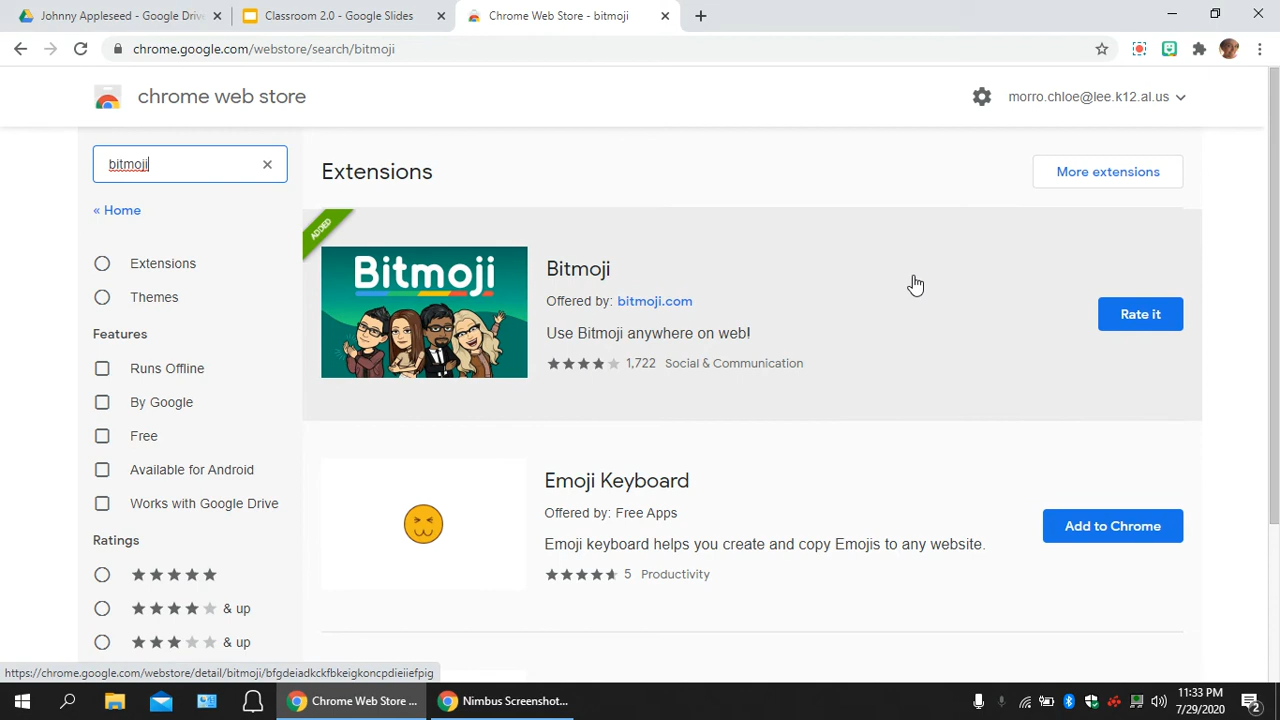 Johnny Appleseed - Google Driv
Classroom 2.0 - Google Slides
Chrome Web Store - bitmoji
chrome.google.com/webstore/search/bitmoji
chrome web store
morro.chloe@lee.k12.al.us
bitmoji
« Home
Extensions
Themes
Features
Runs Offline
By Google
Free
Available for Android
Works with Google Drive
Ratings
& up
& up
Extensions
More extensions
ADDED
Bitmoji
Bitmoji
Offered by: bitmoji.com
Use Bitmoji anywhere on web!
1,722 Social & Communication
Rate it
Emoji Keyboard
Offered by: Free Apps
Emoji keyboard helps you create and copy Emojis to any website.
5 Productivity
Add to Chrome
https://chrome.google.com/webstore/detail/bitmoji/bfgdeiadkckfbkeigkoncpdieiiefpig
Chrome Web Store ...
Nimbus Screenshot...
11:33 PM
7/29/2020
2